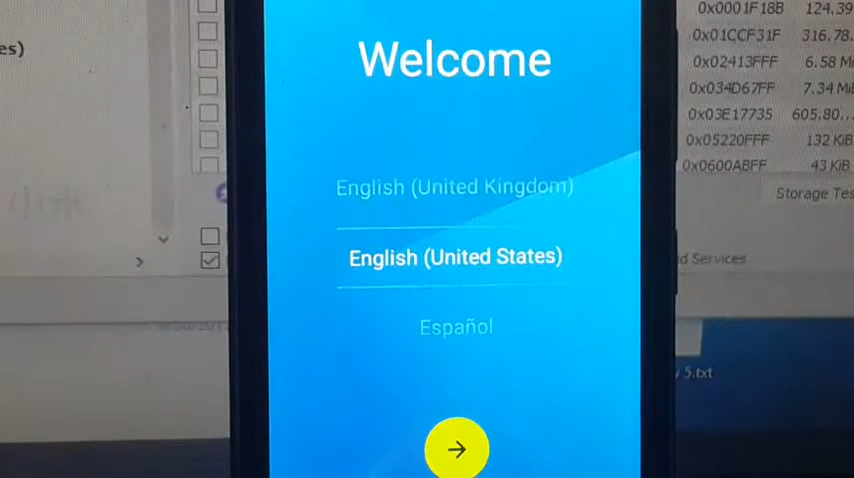 es)
Welcome
English (United Kingdom)
English (United States)
Español
0x0001F18B 124.39
0x01CCF31F 316.78.
0x02413FFF 6.58 Mi
0x034D67FF 7.34 MiB
0x03E17735 605.80...
0x05220FFF 132 KiB
0x0600ABFF 43 KiB
Storage Tes
d Services
5.txt